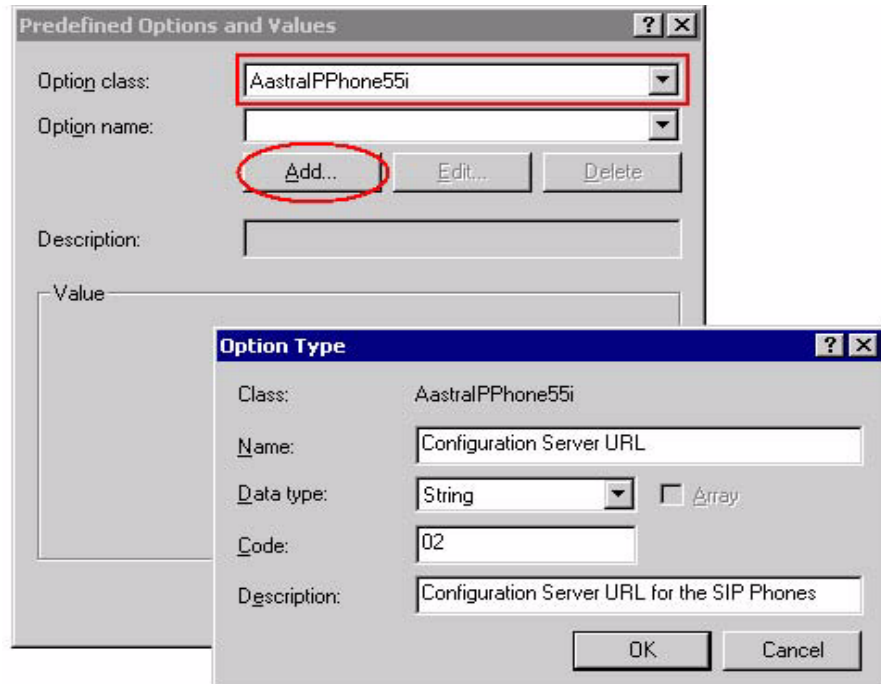 Predefined Options and Values
Option class: AastraIPPhone55i
Option name:
Add... Edit... Delete
Description:
Value
Option Type
Class: AastraIPPhone55i
Name: Configuration Server URL
Data type: String Array
Code: 02
Description: Configuration Server URL for the SIP Phones
OK Cancel